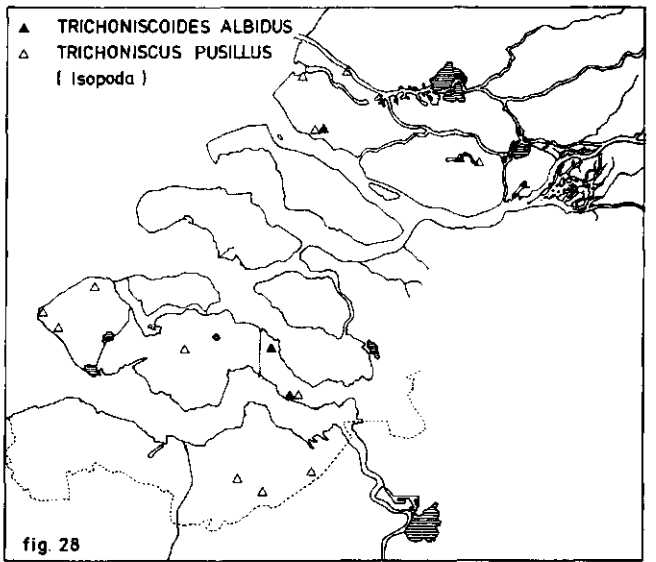 ▲ TRICHONISCOIDES ALBIDUS
△ TRICHONISCUS PUSILLUS
( Isopoda )
fig. 28